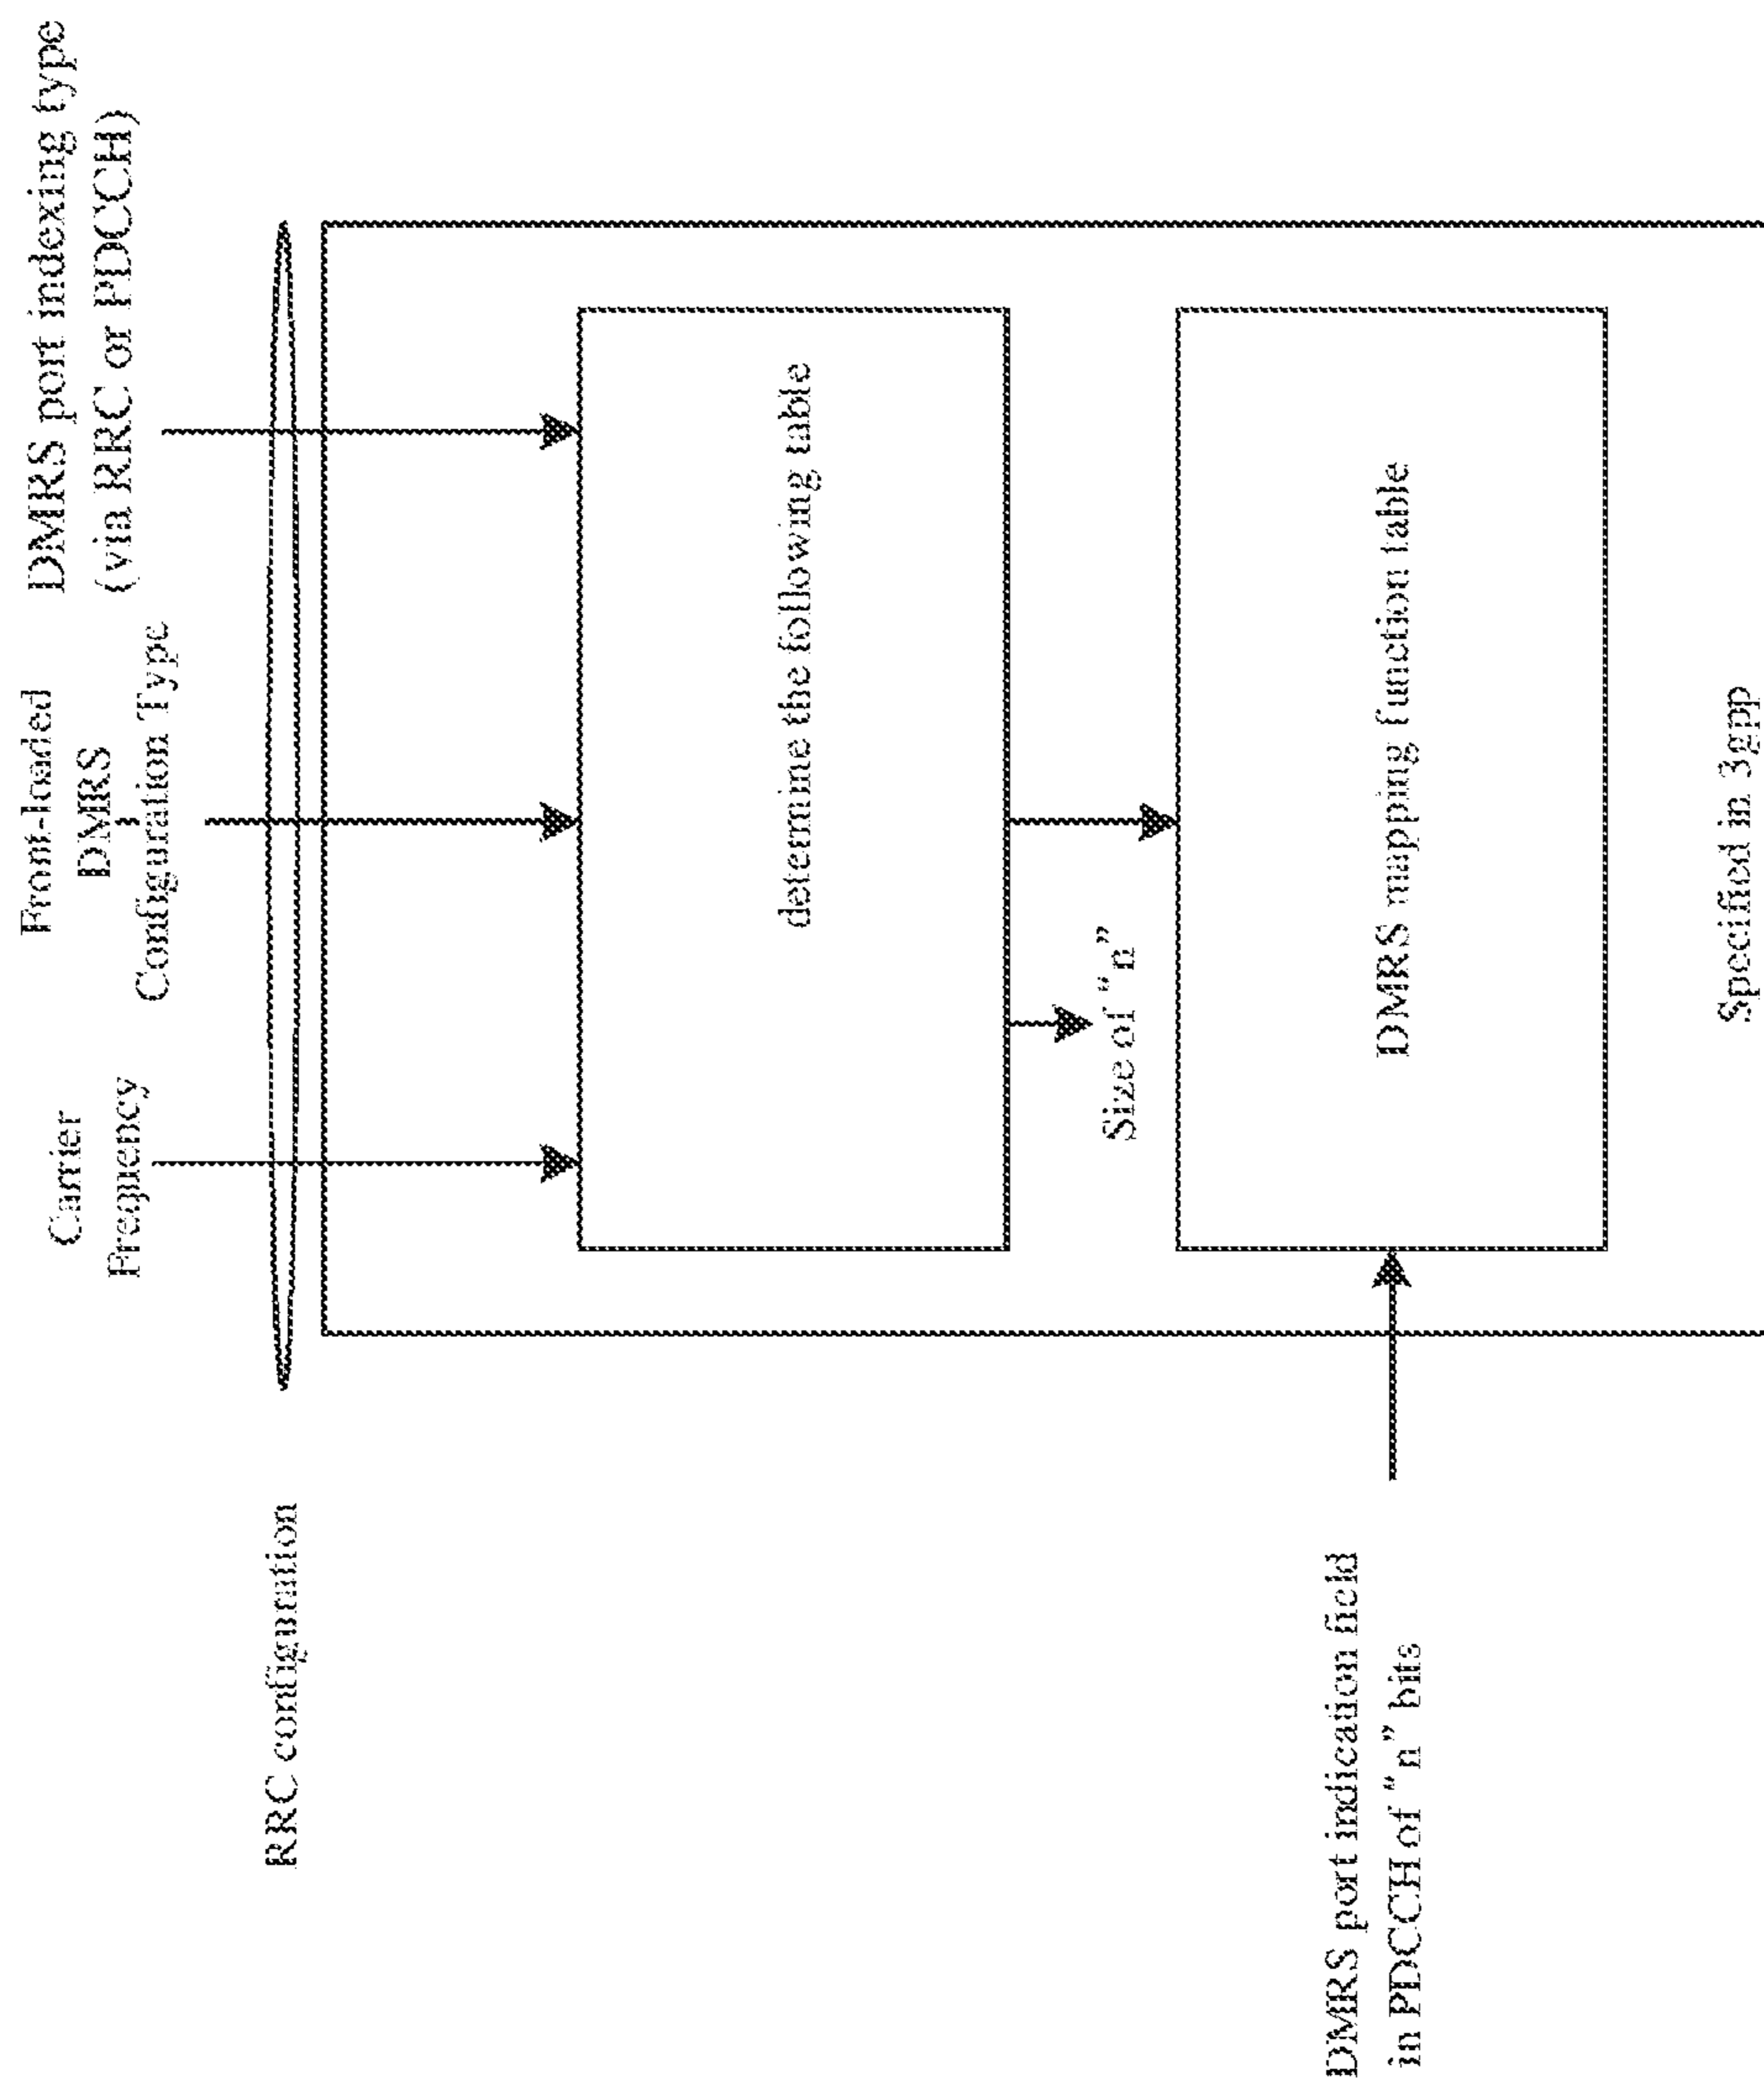 Carrier
Frequency
Front-loaded
DMRS
Configuration Type
DMRS port indexing type
(via RRC or PDCCH)
RRC configuration
determine the following table
Size of “n”
DMRS port indication field
in PDCCH of “n” bits
DMRS mapping function table
Specified in 3gpp